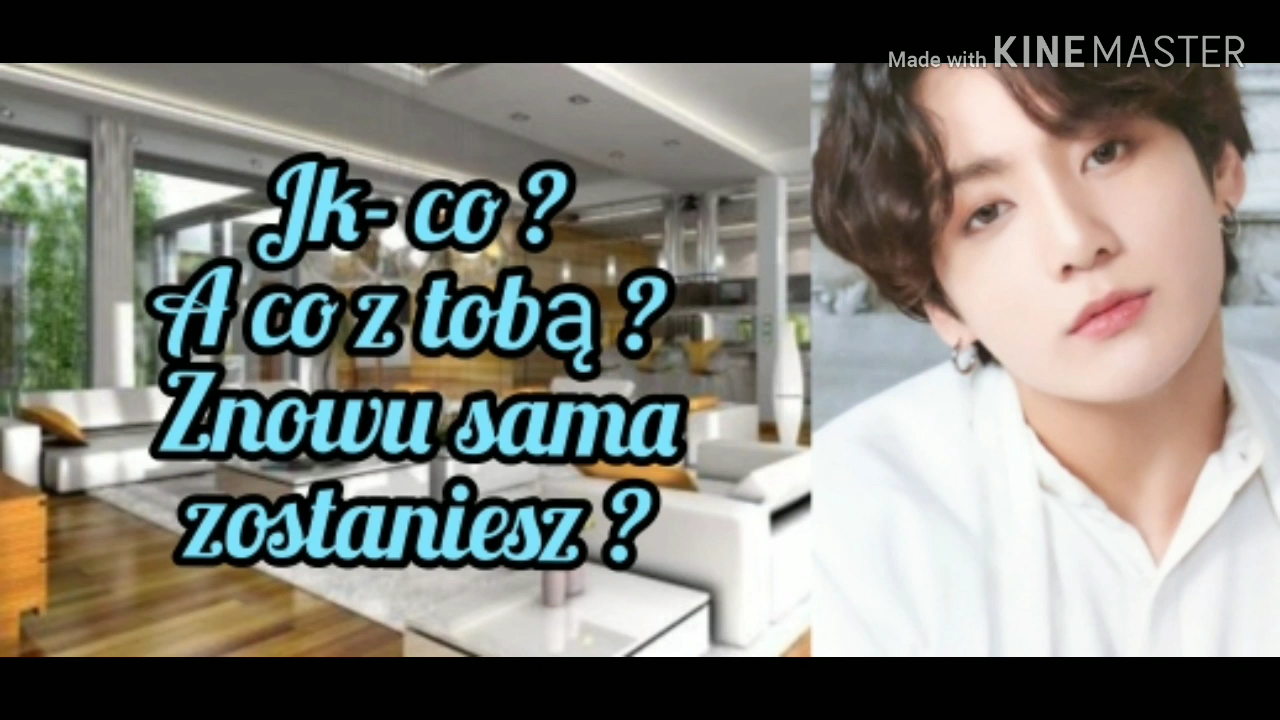 Made with KINEMASTER
Jk- co ?
A co z tobą ?
Znowu sama
zostaniesz ?